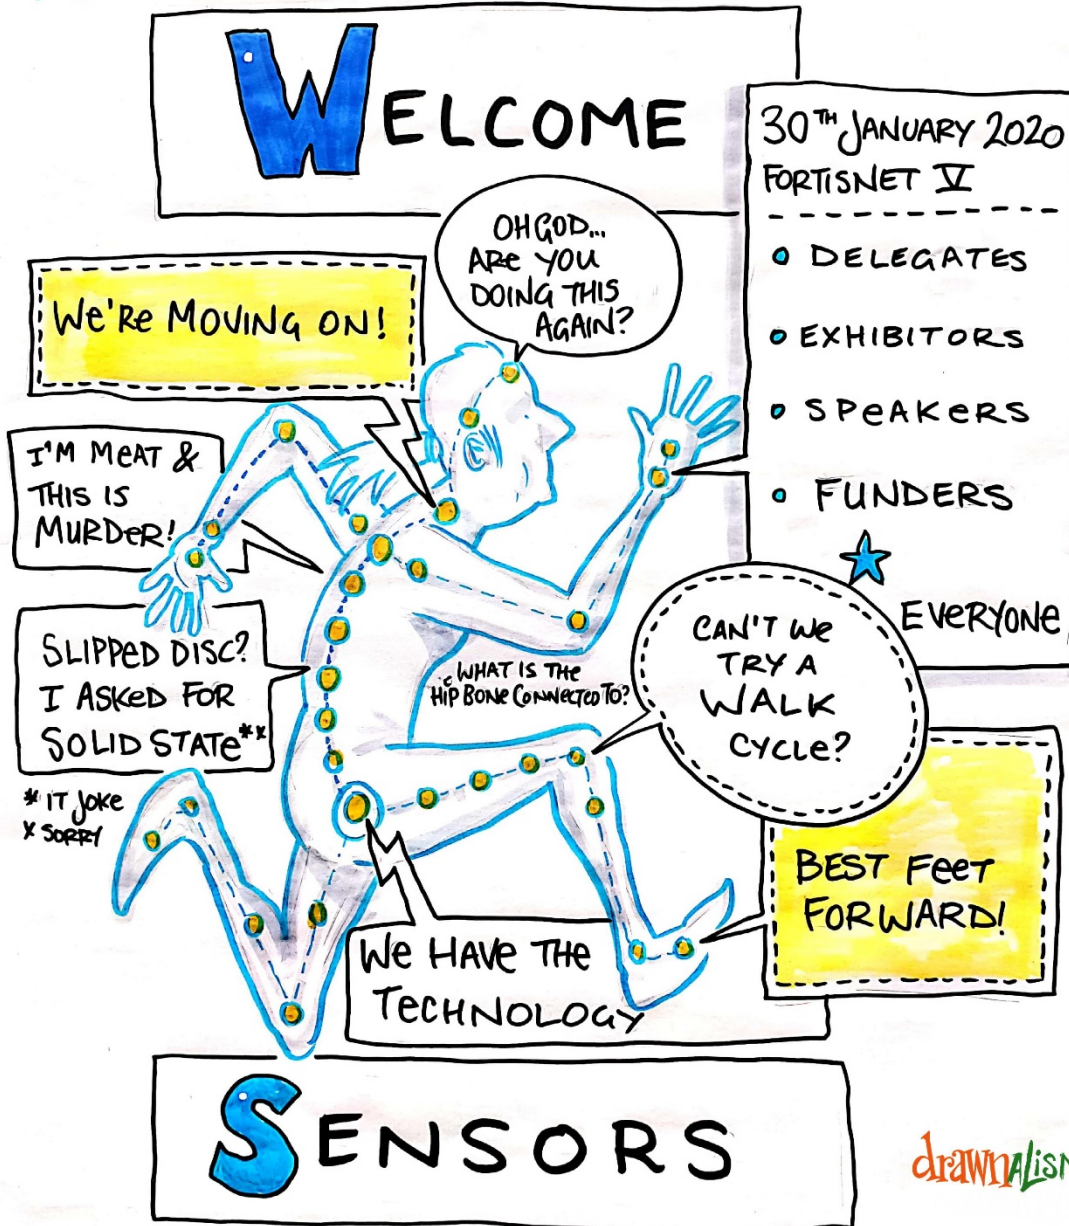 WELCOME
30TH JANUARY 2020
FORTISNET V
DELEGATES
EXHIBITORS
SPEAKERS
FUNDERS
EVERYONE
OH GOD...
ARE YOU
DOING THIS
AGAIN?
WE'RE MOVING ON!
I'M MEAT &
THIS IS
MURDER!
SLIPPED DISC?
I ASKED FOR
SOLID STATE**
* IT JOKE
* SORRY
WHAT IS THE
HIP BONE CONNECTED TO?
CAN'T WE
TRY A
WALK
CYCLE?
BEST FEET
FORWARD!
WE HAVE THE
TECHNOLOGY
SENSORS